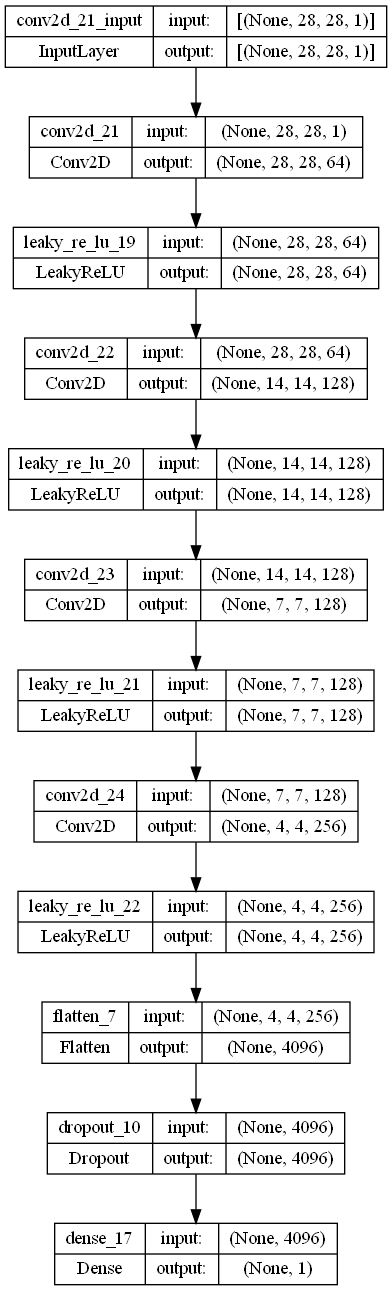 conv2d_21_input input: [(None, 28, 28, 1)]
InputLayer output: [(None, 28, 28, 1)]
conv2d_21 input: (None, 28, 28, 1)
Conv2D output: (None, 28, 28, 64)
leaky_re_lu_19 input: (None, 28, 28, 64)
LeakyReLU output: (None, 28, 28, 64)
conv2d_22 input: (None, 28, 28, 64)
Conv2D output: (None, 14, 14, 128)
leaky_re_lu_20 input: (None, 14, 14, 128)
LeakyReLU output: (None, 14, 14, 128)
conv2d_23 input: (None, 14, 14, 128)
Conv2D output: (None, 7, 7, 128)
leaky_re_lu_21 input: (None, 7, 7, 128)
LeakyReLU output: (None, 7, 7, 128)
conv2d_24 input: (None, 7, 7, 128)
Conv2D output: (None, 4, 4, 256)
leaky_re_lu_22 input: (None, 4, 4, 256)
LeakyReLU output: (None, 4, 4, 256)
flatten_7 input: (None, 4, 4, 256)
Flatten output: (None, 4096)
dropout_10 input: (None, 4096)
Dropout output: (None, 4096)
dense_17 input: (None, 4096)
Dense output: (None, 1)